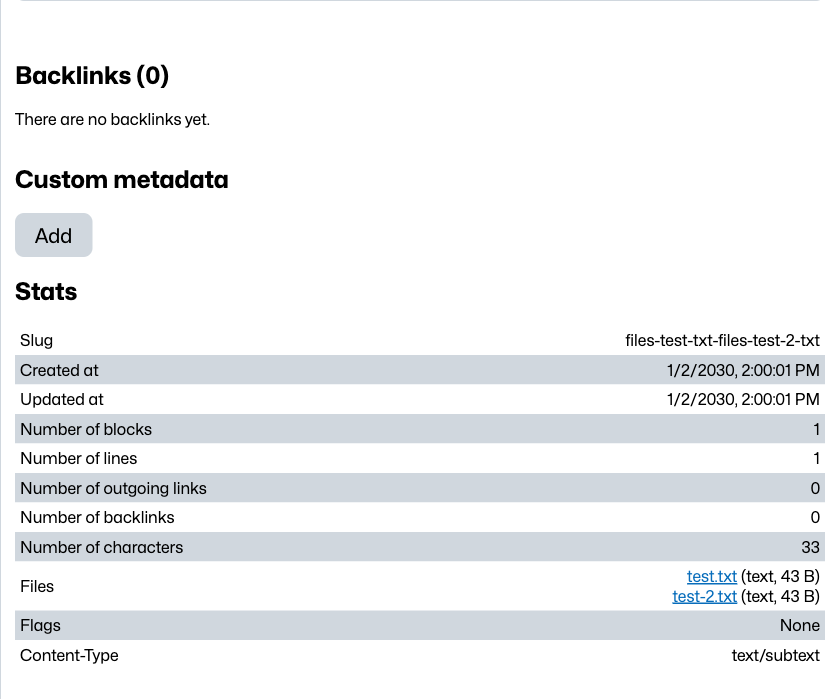 Backlinks (0)
There are no backlinks yet.
Custom metadata
Add
Stats
Slug files-test-txt-files-test-2-txt
Created at 1/2/2030, 2:00:01 PM
Updated at 1/2/2030, 2:00:01 PM
Number of blocks 1
Number of lines 1
Number of outgoing links 0
Number of backlinks 0
Number of characters 33
Files test.txt (text, 43 B)
test-2.txt (text, 43 B)
Flags None
Content-Type text/subtext